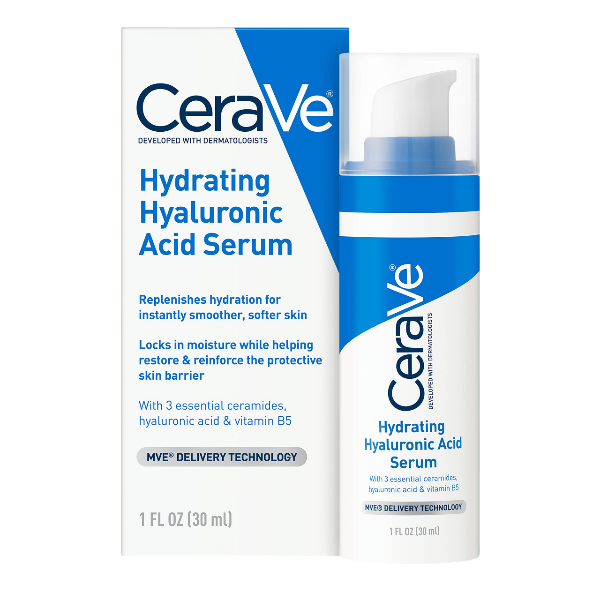 CeraVe®
DEVELOPED WITH DERMATOLOGISTS
Hydrating
Hyaluronic
Acid Serum
Replenishes hydration for
instantly smoother, softer skin
Locks in moisture while helping
restore & reinforce the protective
skin barrier
With 3 essential ceramides,
hyaluronic acid & vitamin B5
MVE® DELIVERY TECHNOLOGY
1 FL OZ (30 ml)
CeraVe®
DEVELOPED WITH DERMATOLOGISTS
Hydrating
Hyaluronic Acid
Serum
With 3 essential ceramides,
hyaluronic acid & vitamin B5
MVE® DELIVERY TECHNOLOGY
1 FL OZ (30 ml)